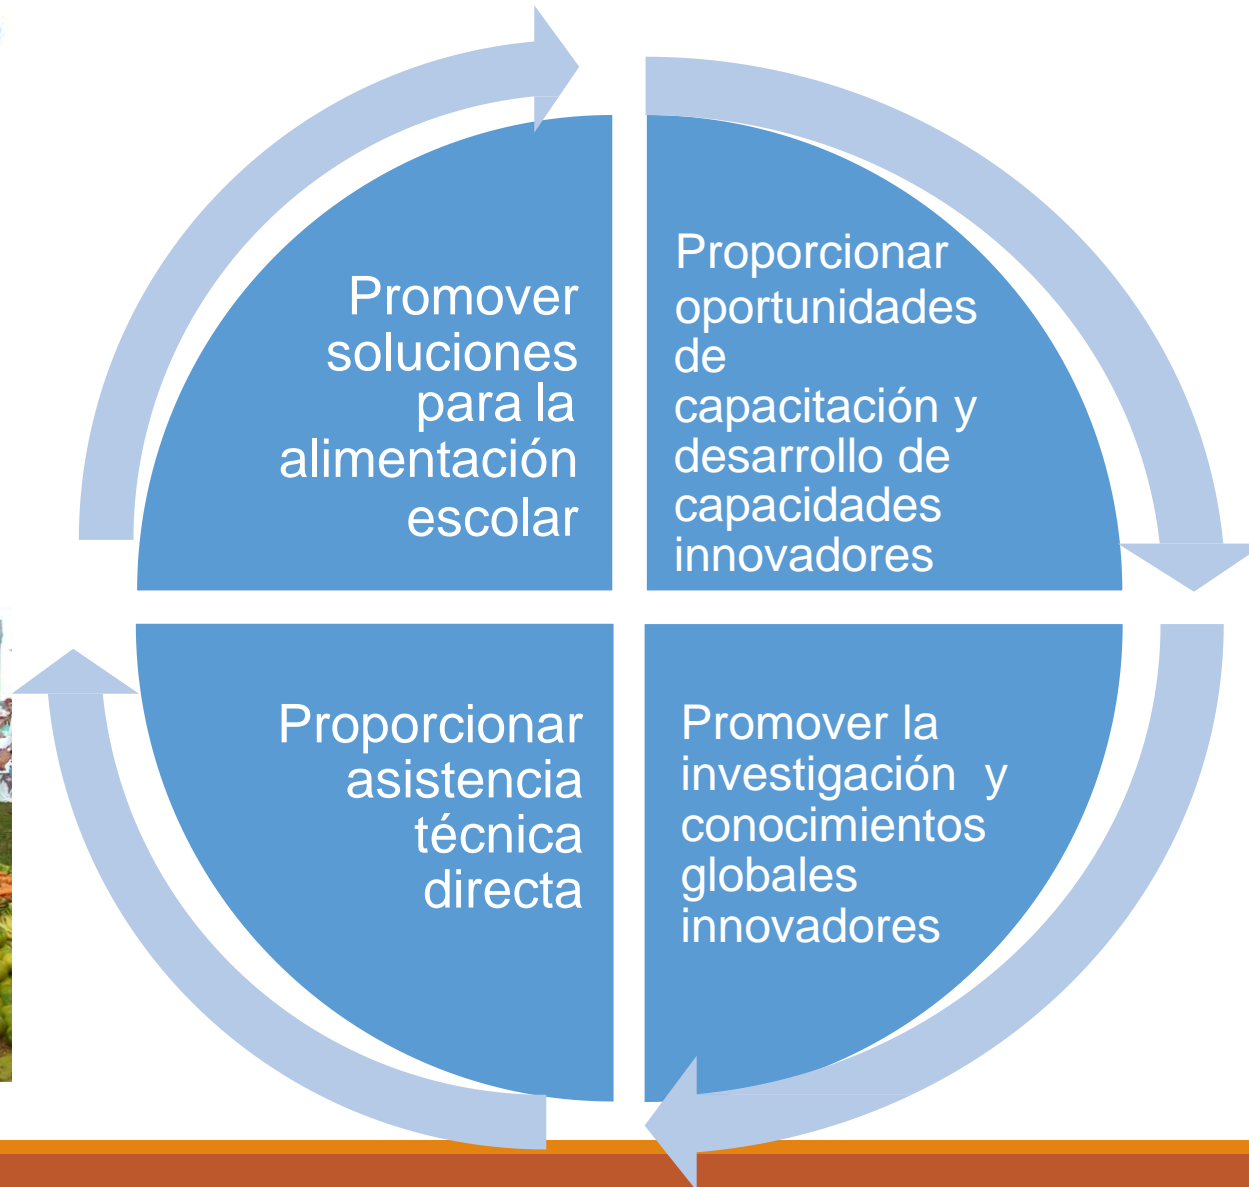 Promover
soluciones
para la
alimentación
escolar
Proporcionar
oportunidades
de
capacitación y
desarrollo de
capacidades
innovadores
Proporcionar
asistencia
técnica
directa
Promover la
investigación y
conocimientos
globales
innovadores